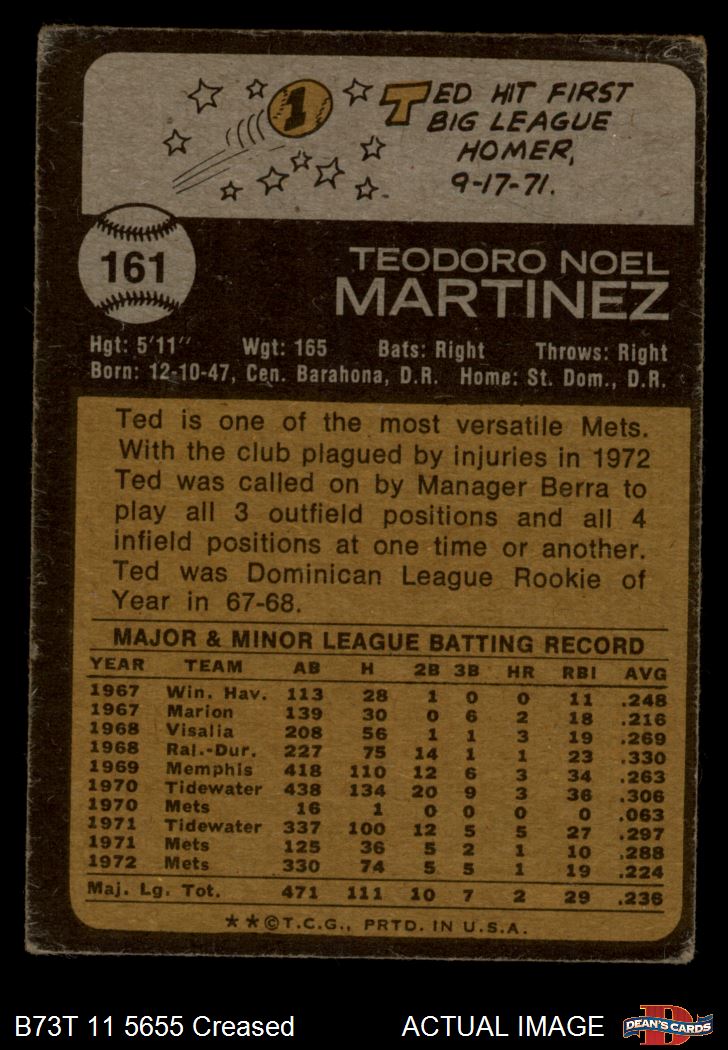 1
TED HIT FIRST
BIG LEAGUE
HOMER,
9-17-71.
161
TEODORO NOEL
MARTINEZ
Hgt: 5'11" Wgt: 165 Bats: Right Throws: Right
Born: 12-10-47, Cen. Barahona, D.R. Home: St. Dom., D.R.
Ted is one of the most versatile Mets.
With the club plagued by injuries in 1972
Ted was called on by Manager Berra to
play all 3 outfield positions and all 4
infield positions at one time or another.
Ted was Dominican League Rookie of
Year in 67-68.
MAJOR & MINOR LEAGUE BATTING RECORD
YEAR TEAM AB H 2B 3B HR RBI AVG
1967 Win. Hav. 113 28 1 0 0 11 .248
1967 Marion 139 30 0 6 2 18 .216
1968 Visalia 208 56 1 1 3 19 .269
1968 Ral.-Dur. 227 75 14 1 1 23 .330
1969 Memphis 418 110 12 6 3 34 .263
1970 Tidewater 438 134 20 9 3 36 .306
1970 Mets 16 1 0 0 0 0 .063
1971 Tidewater 337 100 12 5 5 27 .297
1971 Mets 125 36 5 2 1 10 .288
1972 Mets 330 74 5 5 1 19 .224
Maj. Lg. Tot. 471 111 10 7 2 29 .236
★★©T.C.G., PRTD. IN U.S.A.
B73T 11 5655 Creased ACTUAL IMAGE
D
DEAN'S CARDS